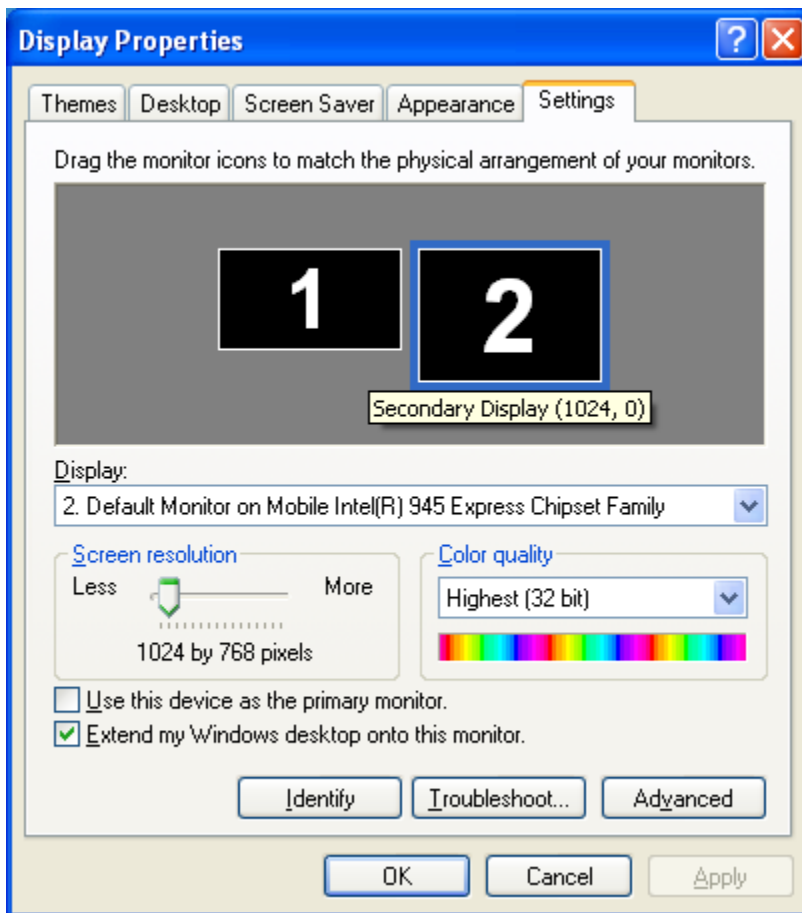 Display Properties
Themes Desktop Screen Saver Appearance Settings
Drag the monitor icons to match the physical arrangement of your monitors.
1 2
Secondary Display (1024, 0)
Display:
2. Default Monitor on Mobile Intel(R) 945 Express Chipset Family
Screen resolution
Less More
1024 by 768 pixels
Color quality
Highest (32 bit)
Use this device as the primary monitor.
Extend my Windows desktop onto this monitor.
Identify Troubleshoot... Advanced
OK Cancel Apply